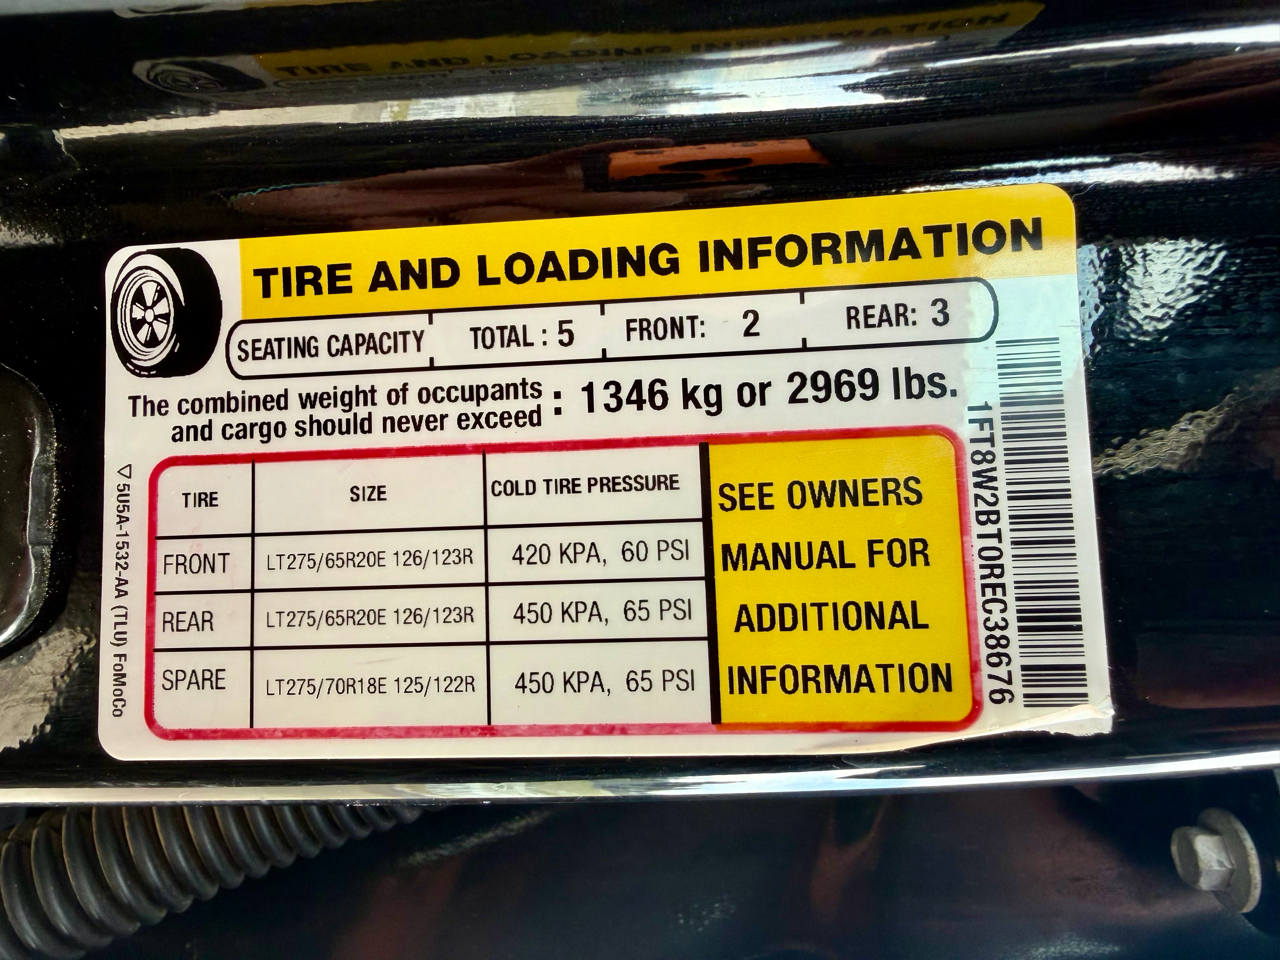 TIRE AND LOADING INFORMATION
SEATING CAPACITY TOTAL : 5 FRONT: 2 REAR: 3
The combined weight of occupants
and cargo should never exceed : 1346 kg or 2969 lbs.
TIRE SIZE COLD TIRE PRESSURE
FRONT LT275/65R20E 126/123R 420 KPA, 60 PSI
REAR LT275/65R20E 126/123R 450 KPA, 65 PSI
SPARE LT275/70R18E 125/122R 450 KPA, 65 PSI
SEE OWNERS
MANUAL FOR
ADDITIONAL
INFORMATION
5U5A-1532-AA (TLU) FoMoCo
1FT8W2BT0REC38676